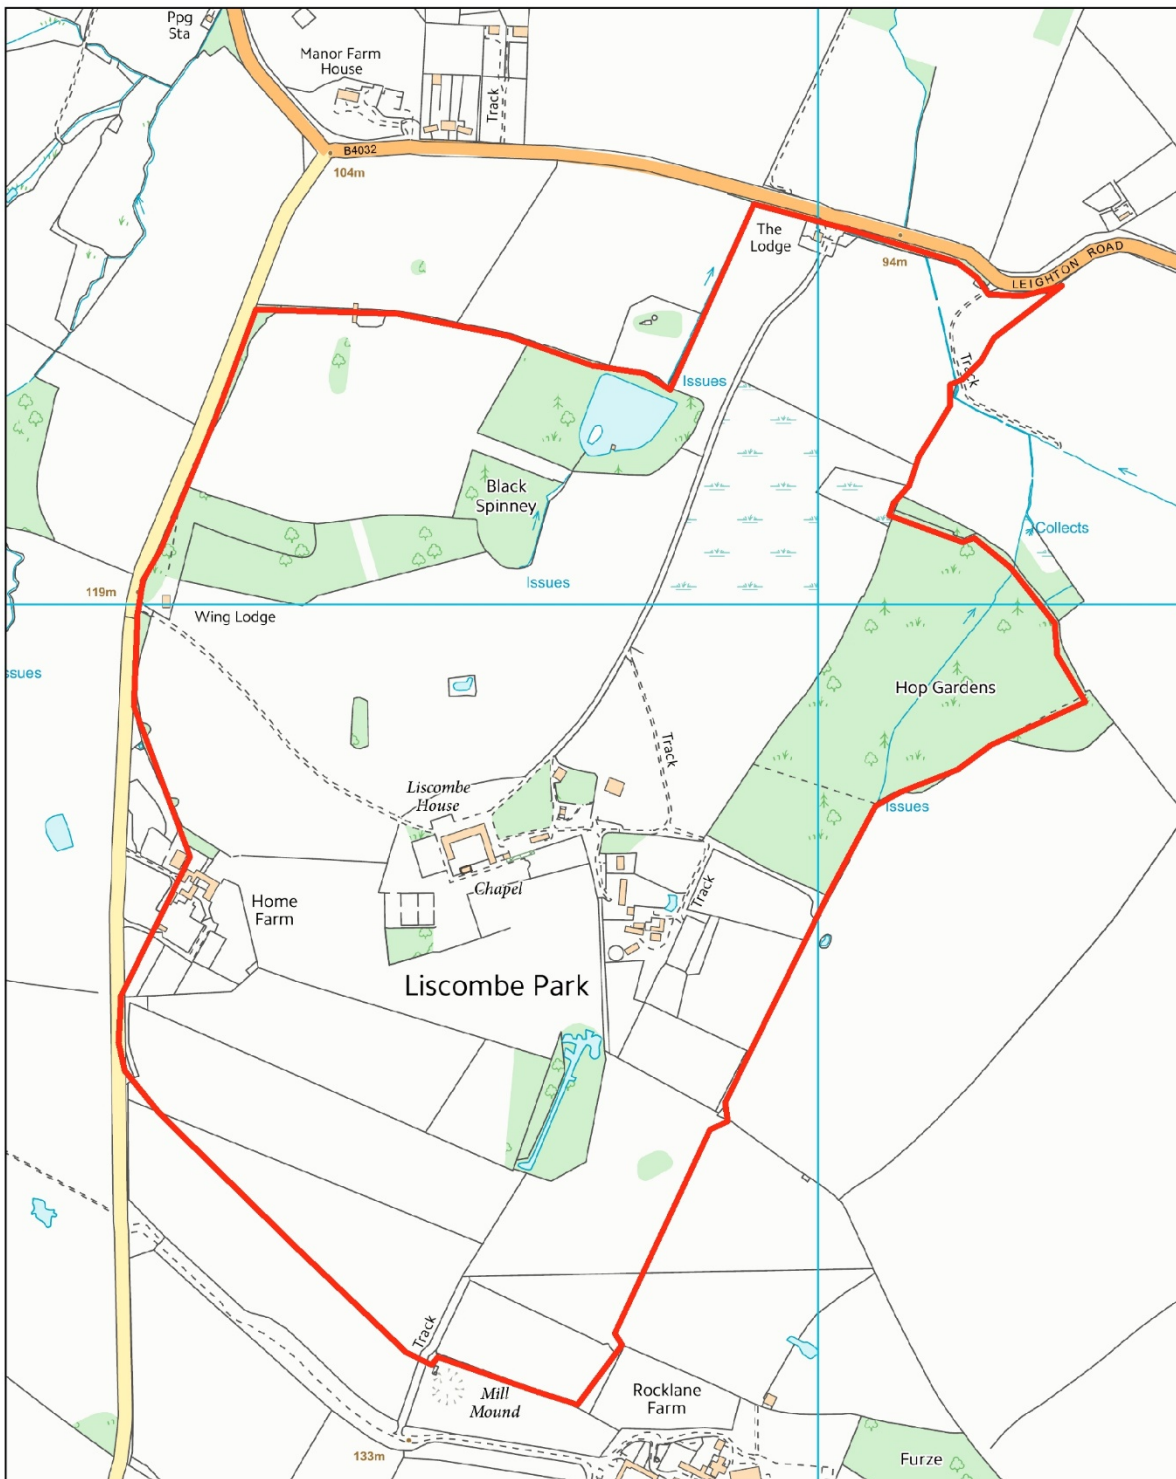 Ppg
Sta
Manor Farm
House
Track
B4032
104m
The
Lodge
94m
LEIGHTON ROAD
Track
Issues
Black
Spinney
Collects
Issues
119m
Wing Lodge
ssues
Hop Gardens
Track
Liscombe
House
Issues
Chapel
Track
Home
Farm
Liscombe Park
Track
Mill
Mound
Rocklane
Farm
133m
Furze